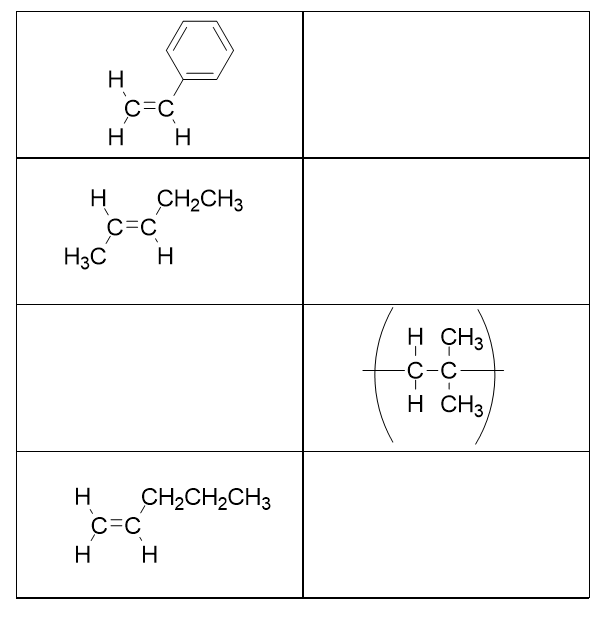 H
C=C
H H
H CH₂CH₃
C=C
H₃C H
H CH₃
C–C
H CH₃
H CH₂CH₂CH₃
C=C
H H